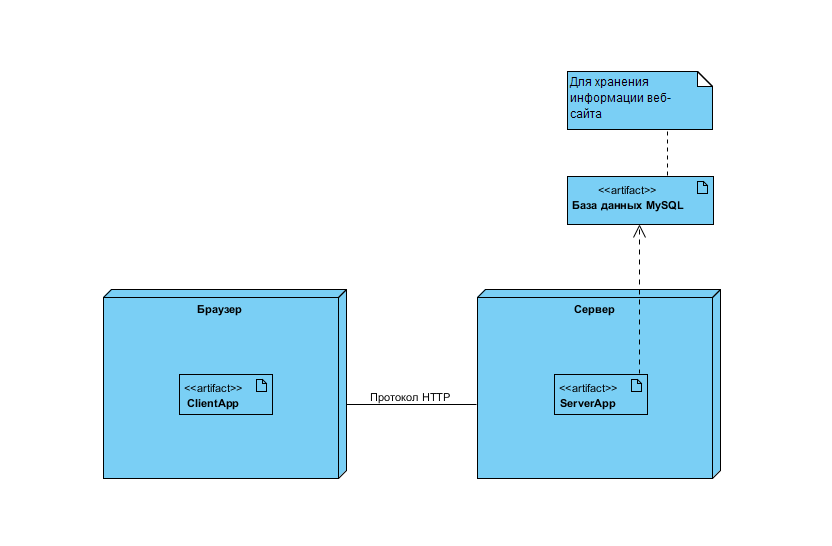 Для хранения
информации веб-
сайта
<<artifact>>
База данных MySQL
Браузер
<<artifact>>
ClientApp
Протокол HTTP
Сервер
<<artifact>>
ServerApp